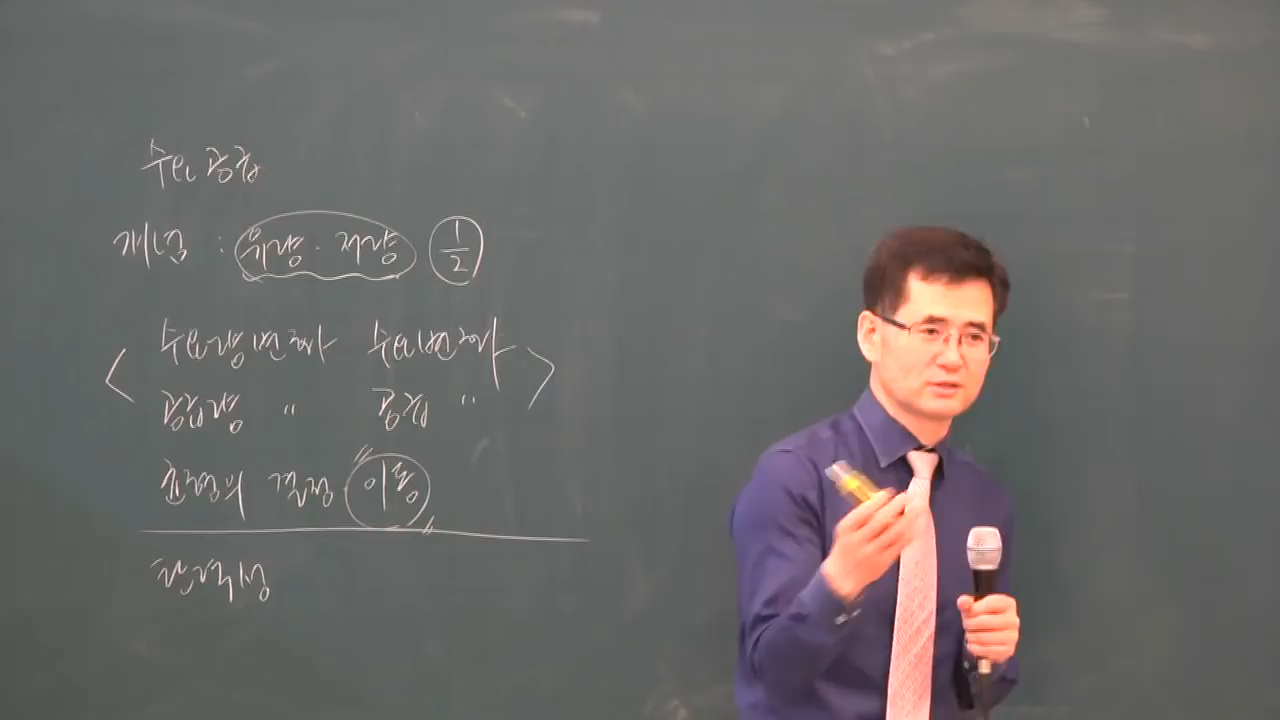 수요 공급
개념 : 유량 · 저량 1/2
수요량변화 수요변화
공급량 " 공급 "
균형의 결정 이동
탄력성